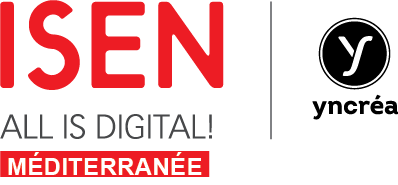 ISEN
ALL IS DIGITAL!
MÉDITERRANÉE
yncréa